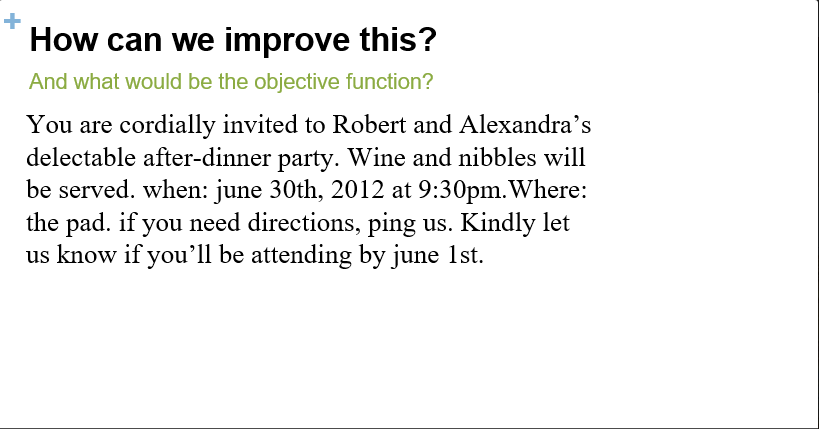 How can we improve this?
And what would be the objective function?
You are cordially invited to Robert and Alexandra’s
delectable after-dinner party. Wine and nibbles will
be served. when: june 30th, 2012 at 9:30pm.Where:
the pad. if you need directions, ping us. Kindly let
us know if you’ll be attending by june 1st.